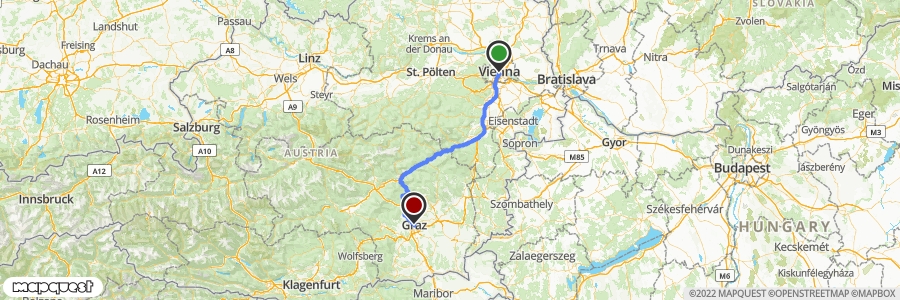 SLOVAKIA
Landshut
Passau
Krems an
der Donau
Zvolen
Freising
A8
Linz
Trnava
Nitra
Dachau
Wels
St. Pölten
Vienna
Bratislava
Ózd
Steyr
Salgótarján
A9
Rosenheim
Salzburg
Eisenstadt
Eger
Gyöngyös
M3
A10
AUSTRIA
Sopron
Gyor
Dunakeszi
M85
Jászberény
A12
Budapest
Innsbruck
Szombathely
Székesfehérvár
Graz
HUNGARY
Wolfsberg
Zalaegerszeg
Kecskemét
M6
Kiskunfélegyháza
mapquest
Klagenfurt
Maribor
©2022 MAPQUEST ©OPENSTREETMAP ©MAPBOX